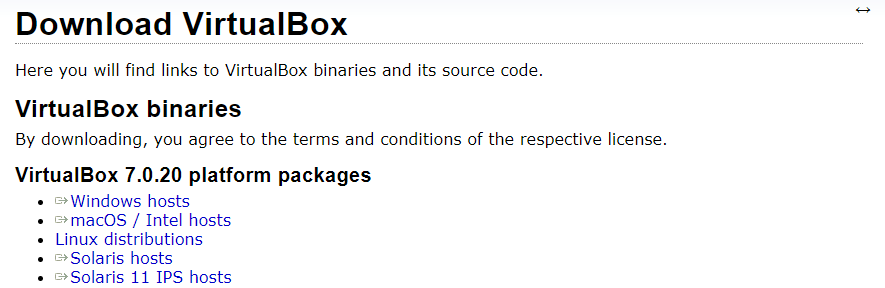 Download VirtualBox
Here you will find links to VirtualBox binaries and its source code.
VirtualBox binaries
By downloading, you agree to the terms and conditions of the respective license.
VirtualBox 7.0.20 platform packages
Windows hosts
macOS / Intel hosts
Linux distributions
Solaris hosts
Solaris 11 IPS hosts